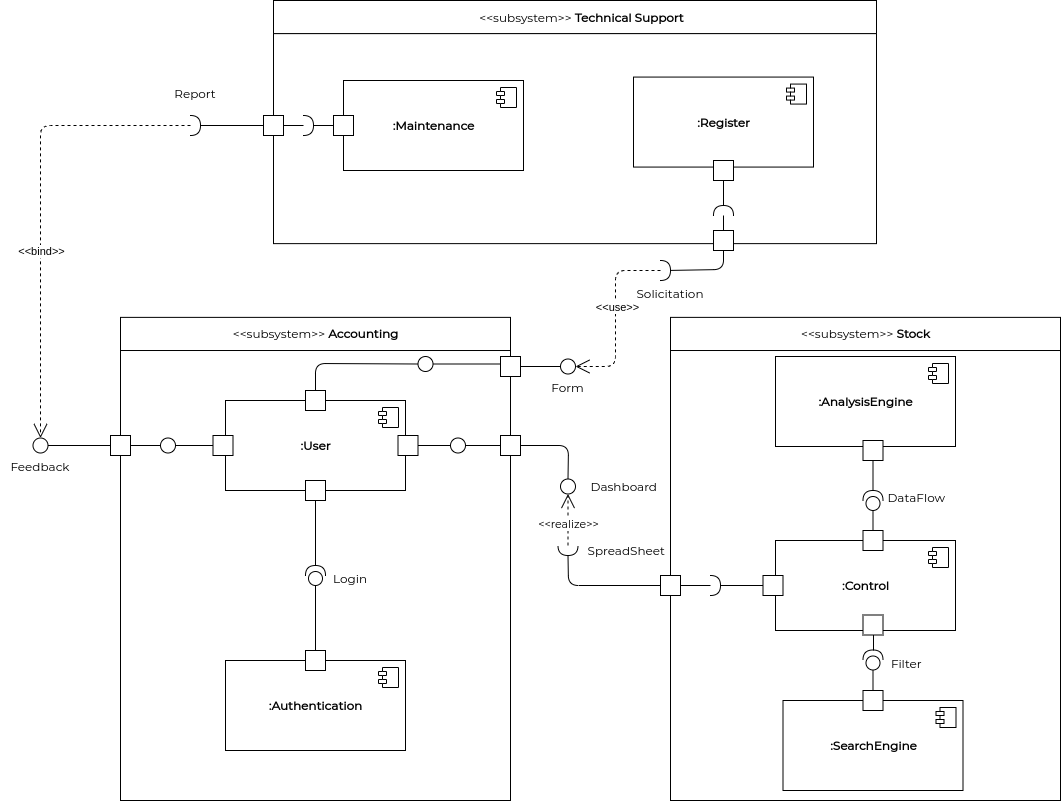 <<subsystem>> Technical Support
Report
:Maintenance
:Register
<<bind>>
Solicitation
<<use>>
<<subsystem>> Accounting
<<subsystem>> Stock
Form
:AnalysisEngine
:User
Feedback
Dashboard
DataFlow
<<realize>>
SpreadSheet
Login
:Control
Filter
:Authentication
:SearchEngine